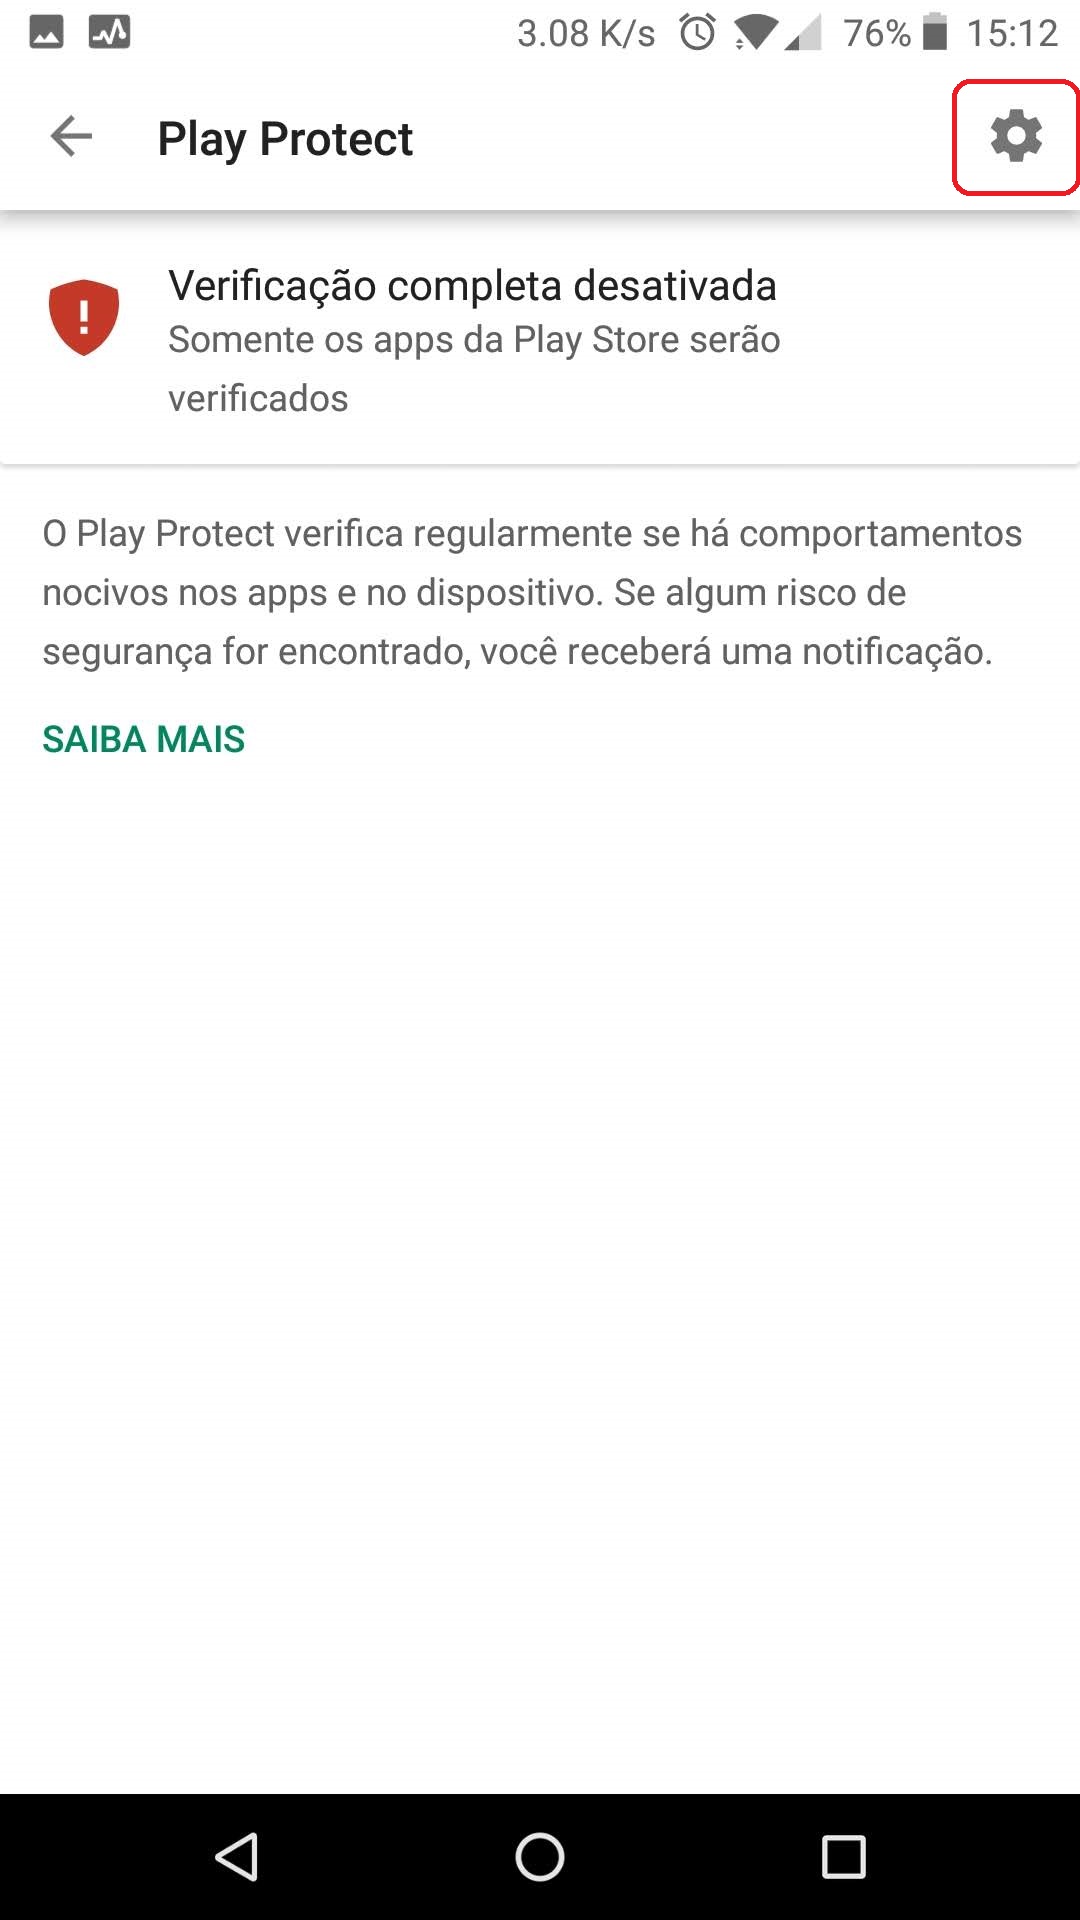 3.08 K/s 76% 15:12
Play Protect
Verificação completa desativada
Somente os apps da Play Store serão
verificados
O Play Protect verifica regularmente se há comportamentos
nocivos nos apps e no dispositivo. Se algum risco de
segurança for encontrado, você receberá uma notificação.
SAIBA MAIS